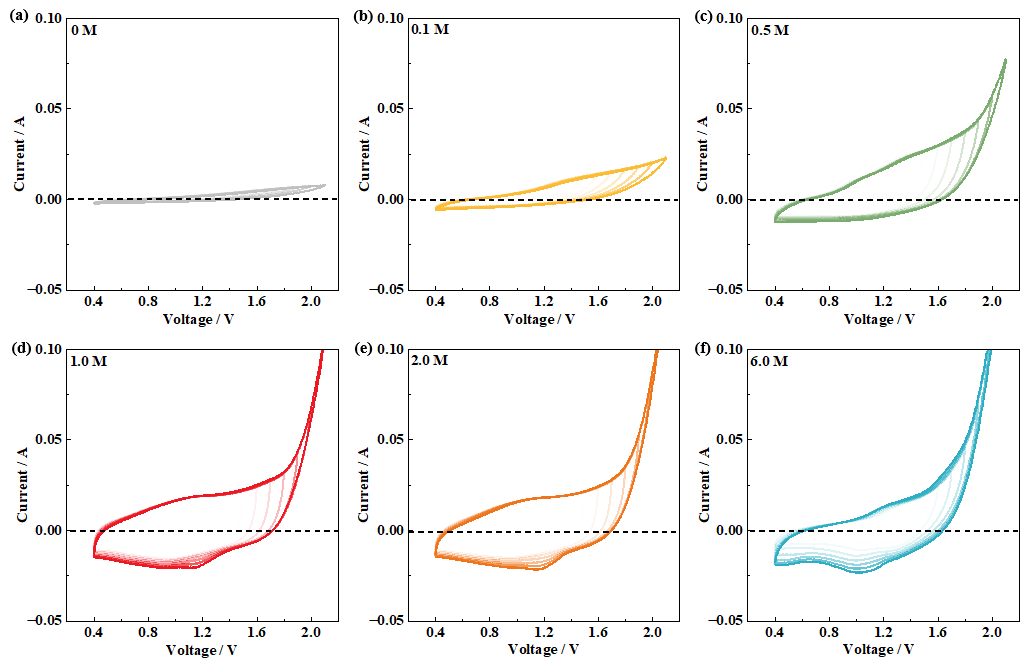 (a)
0 M
0.10
0.05
0.00
−0.05
Current / A
0.4 0.8 1.2 1.6 2.0
Voltage / V
(b)
0.1 M
0.10
0.05
0.00
−0.05
Current / A
0.4 0.8 1.2 1.6 2.0
Voltage / V
(c)
0.5 M
0.10
0.05
0.00
−0.05
Current / A
0.4 0.8 1.2 1.6 2.0
Voltage / V
(d)
1.0 M
0.10
0.05
0.00
−0.05
Current / A
0.4 0.8 1.2 1.6 2.0
Voltage / V
(e)
2.0 M
0.10
0.05
0.00
−0.05
Current / A
0.4 0.8 1.2 1.6 2.0
Voltage / V
(f)
6.0 M
0.10
0.05
0.00
−0.05
Current / A
0.4 0.8 1.2 1.6 2.0
Voltage / V